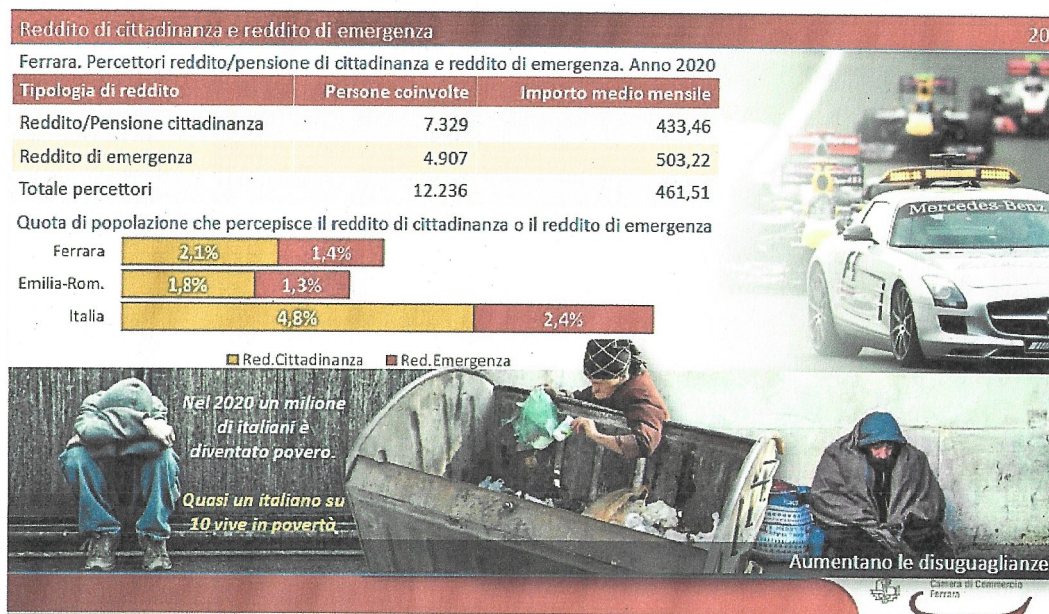 Reddito di cittadinanza e reddito di emergenza 20
Ferrara. Percettori reddito/pensione di cittadinanza e reddito di emergenza. Anno 2020
Tipologia di reddito Persone coinvolte Importo medio mensile
Reddito/Pensione cittadinanza 7.329 433,46
Reddito di emergenza 4.907 503,22
Totale percettori 12.236 461,51
Quota di popolazione che percepisce il reddito di cittadinanza o il reddito di emergenza
Ferrara 2,1% 1,4%
Emilia-Rom. 1,8% 1,3%
Italia 4,8% 2,4%
Red.Cittadinanza Red.Emergenza
Mercedes-Benz
Nel 2020 un milione
di italiani è
diventato povero.
Quasi un italiano su
10 vive in povertà.
Aumentano le disuguaglianze
Camera di Commercio
Ferrara